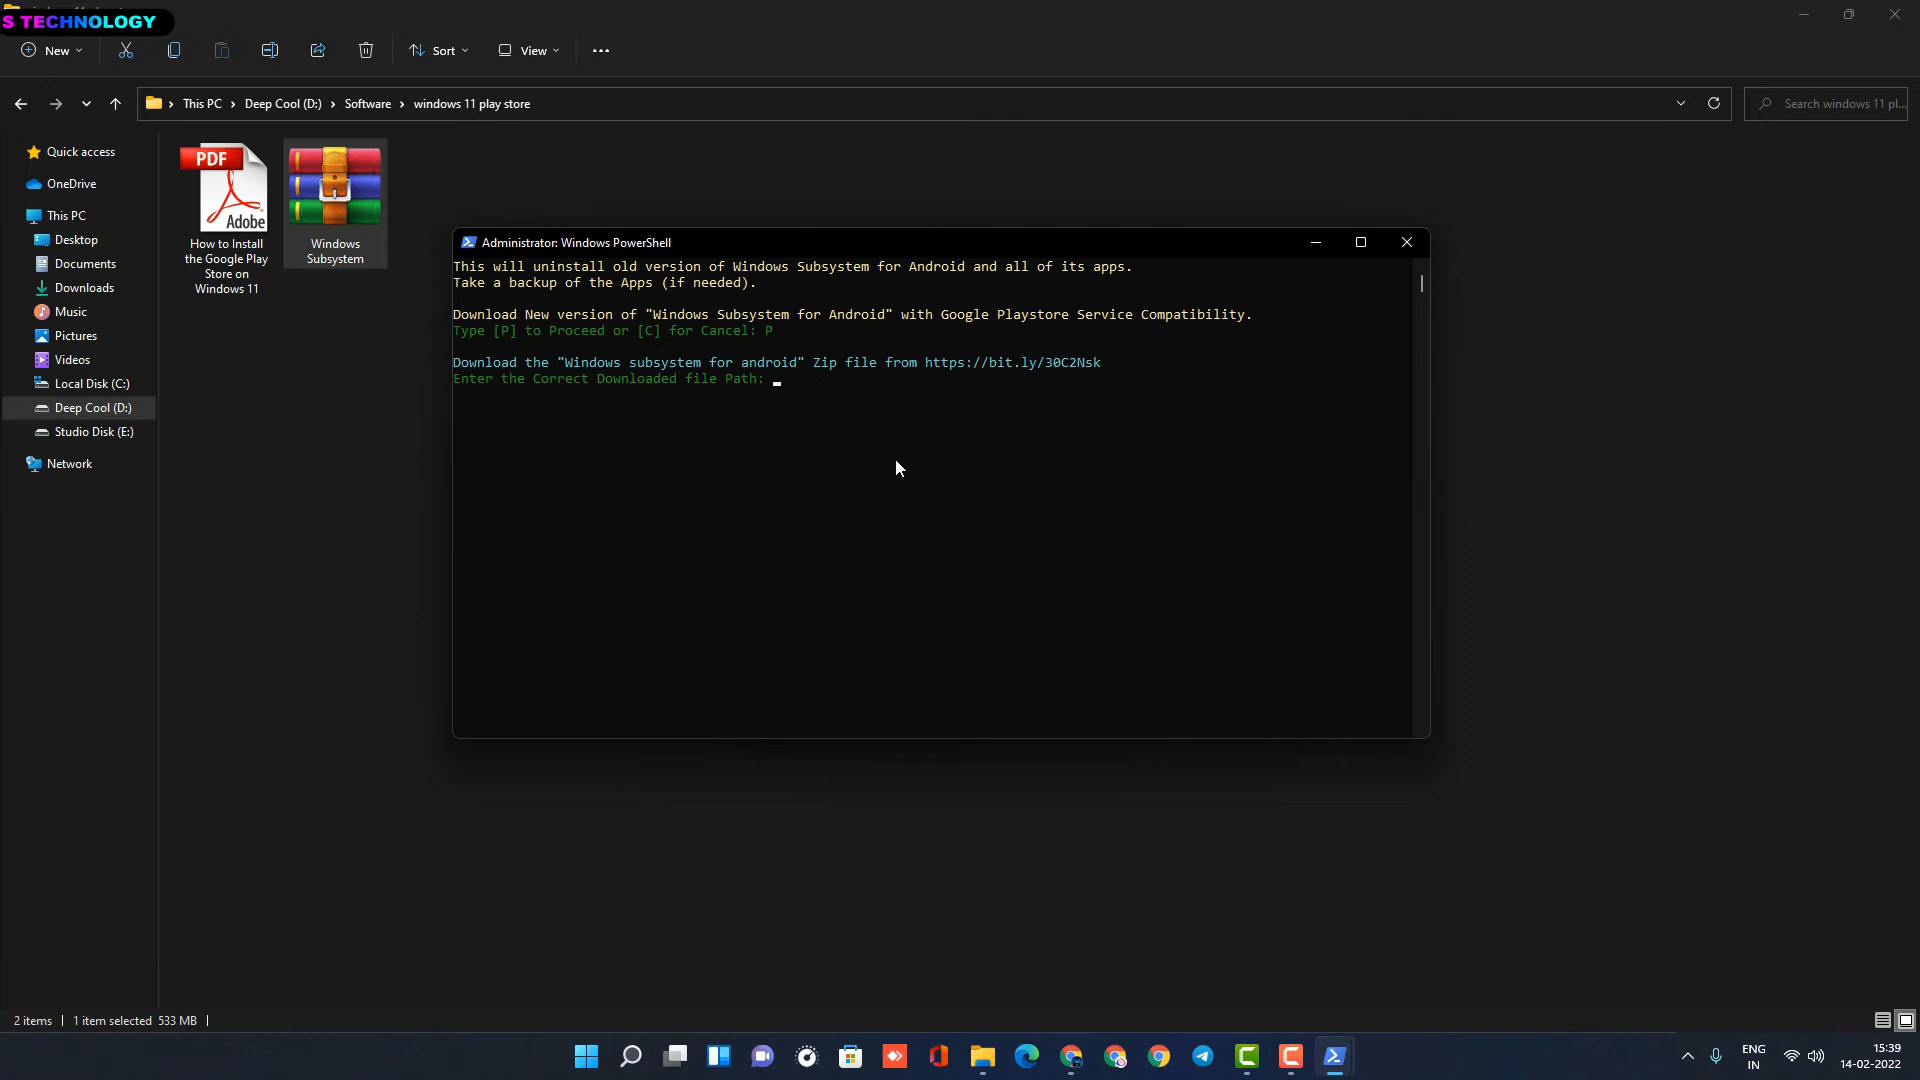 S TECHNOLOGY
New
Sort
View
This PC
Deep Cool (D:)
Software
windows 11 play store
Search windows 11 pl...
Quick access
OneDrive
This PC
Desktop
Documents
Downloads
Music
Pictures
Videos
Local Disk (C:)
Deep Cool (D:)
Studio Disk (E:)
Network
PDF
Adobe
How to Install
the Google Play
Store on
Windows 11
Windows
Subsystem
Administrator: Windows PowerShell
This will uninstall old version of Windows Subsystem for Android and all of its apps.
Take a backup of the Apps (if needed).
Download New version of "Windows Subsystem for Android" with Google Playstore Service Compatibility.
Type [P] to Proceed or [C] for Cancel: P
Download the "Windows subsystem for android" Zip file from https://bit.ly/30C2Nsk
Enter the Correct Downloaded file Path:
2 items
1 item selected 533 MB
ENG
IN
15:39
14-02-2022